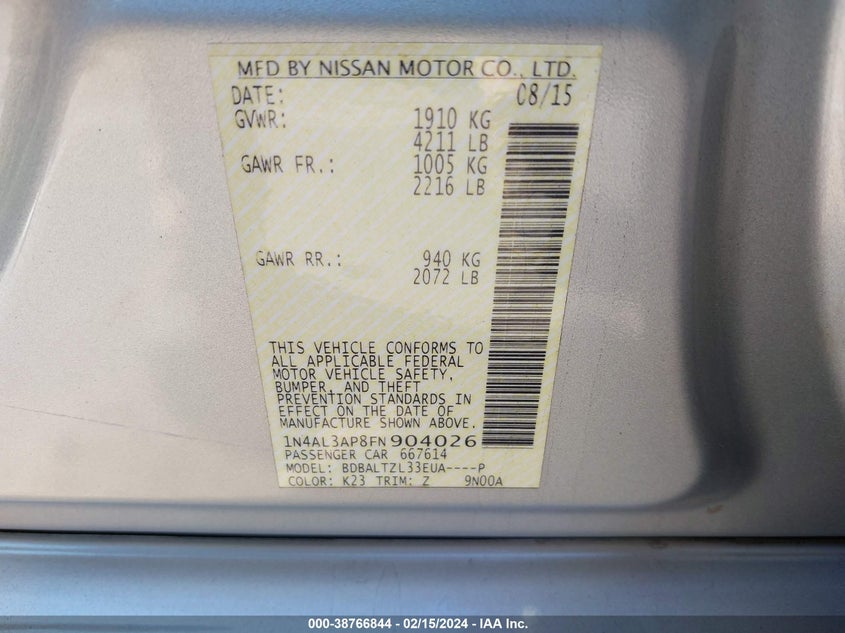 MFD BY NISSAN MOTOR CO., LTD.
DATE: 08/15
GVWR: 1910 KG
4211 LB
GAWR FR.: 1005 KG
2216 LB
GAWR RR.: 940 KG
2072 LB
THIS VEHICLE CONFORMS TO
ALL APPLICABLE FEDERAL
MOTOR VEHICLE SAFETY,
BUMPER, AND THEFT
PREVENTION STANDARDS IN
EFFECT ON THE DATE OF
MANUFACTURE SHOWN ABOVE.
1N4AL3AP8FN904026
PASSENGER CAR 667614
MODEL: BDBALTZL33EUA----P
COLOR: K23 TRIM: Z 9N00A
000-38766844 - 02/15/2024 - IAA Inc.